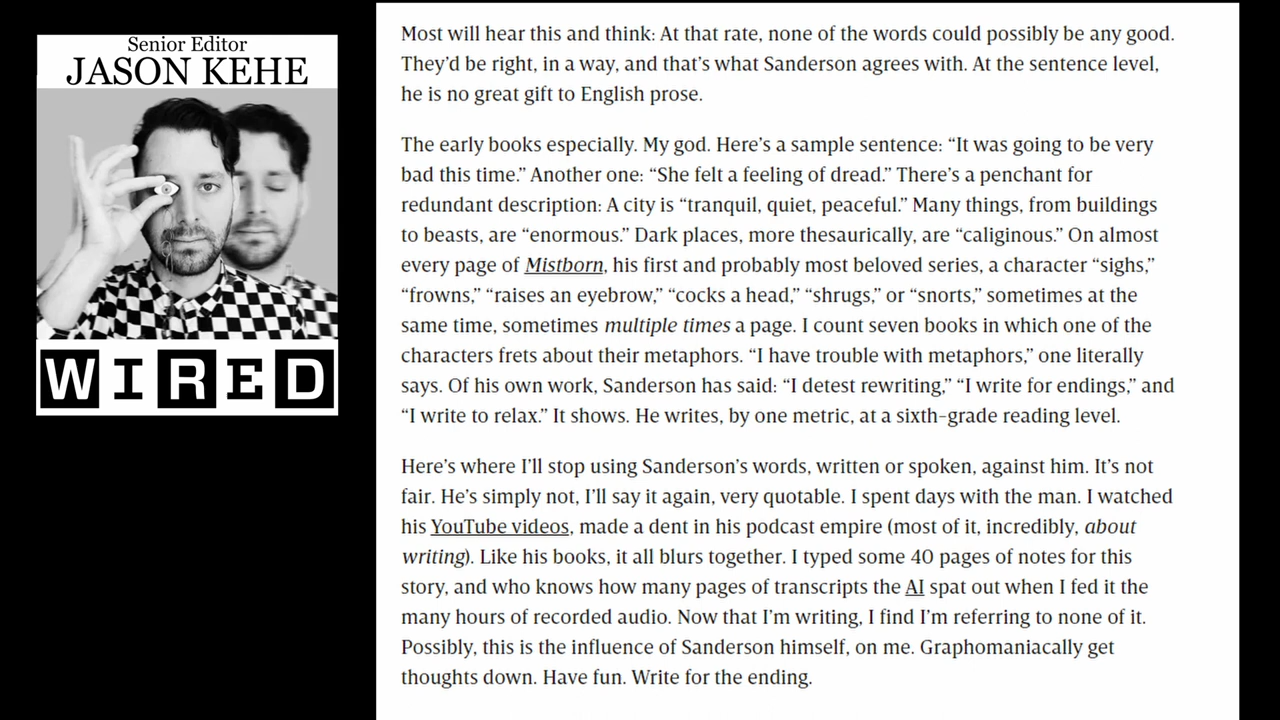 Senior Editor
JASON KEHE
WIRED
Most will hear this and think: At that rate, none of the words could possibly be any good.
They'd be right, in a way, and that's what Sanderson agrees with. At the sentence level,
he is no great gift to English prose.
The early books especially. My god. Here's a sample sentence: “It was going to be very
bad this time.” Another one: “She felt a feeling of dread.” There's a penchant for
redundant description: A city is “tranquil, quiet, peaceful.” Many things, from buildings
to beasts, are “enormous.” Dark places, more thesaurically, are “caliginous.” On almost
every page of Mistborn, his first and probably most beloved series, a character “sighs,”
“frowns,” “raises an eyebrow,” “cocks a head,” “shrugs,” or “snorts,” sometimes at the
same time, sometimes multiple times a page. I count seven books in which one of the
characters frets about their metaphors. “I have trouble with metaphors,” one literally
says. Of his own work, Sanderson has said: “I detest rewriting,” “I write for endings,” and
“I write to relax.” It shows. He writes, by one metric, at a sixth-grade reading level.
Here's where I'll stop using Sanderson's words, written or spoken, against him. It's not
fair. He's simply not, I'll say it again, very quotable. I spent days with the man. I watched
his YouTube videos, made a dent in his podcast empire (most of it, incredibly, about
writing). Like his books, it all blurs together. I typed some 40 pages of notes for this
story, and who knows how many pages of transcripts the AI spat out when I fed it the
many hours of recorded audio. Now that I'm writing, I find I'm referring to none of it.
Possibly, this is the influence of Sanderson himself, on me. Graphomaniacally get
thoughts down. Have fun. Write for the ending.